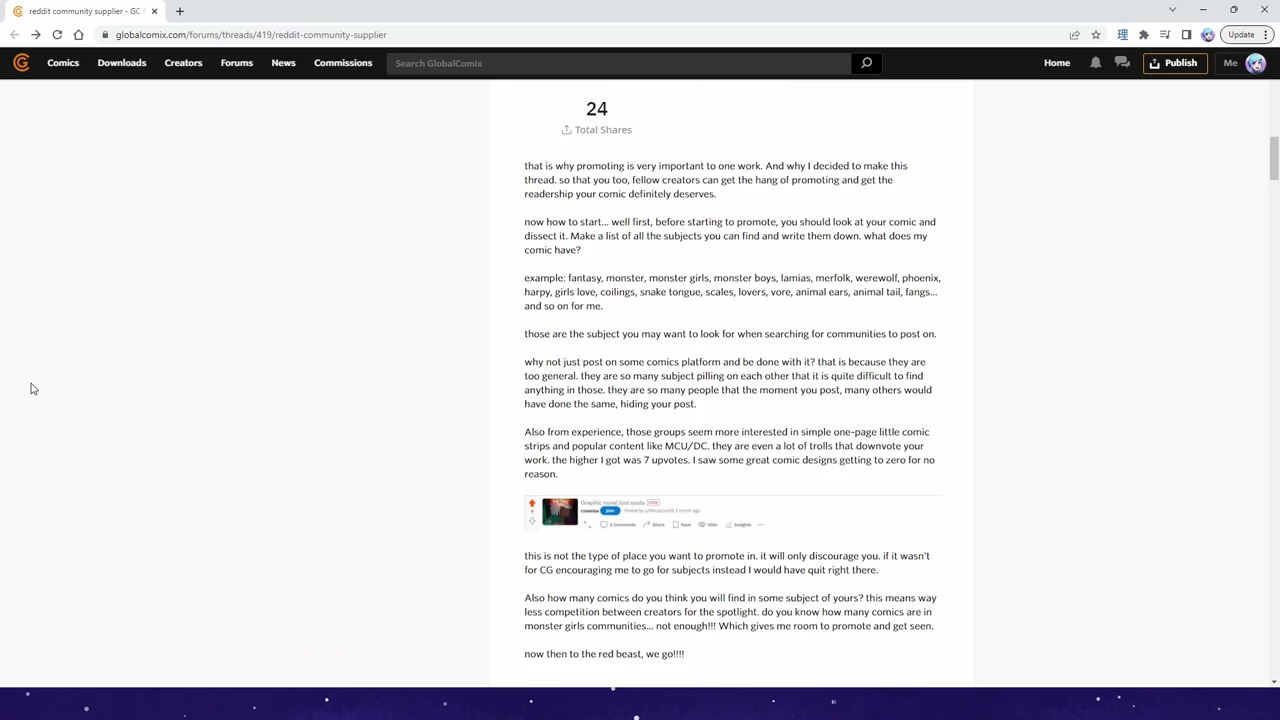 reddit community supplier - GC
globalcomix.com/forums/threads/419/reddit-community-supplier
Update
Comics Downloads Creators Forums News Commissions Search GlobalComix Home Publish Me
24
Total Shares
that is why promoting is very important to one work. And why I decided to make this
thread. so that you too, fellow creators can get the hang of promoting and get the
readership your comic definitely deserves.
now how to start... well first, before starting to promote, you should look at your comic and
dissect it. Make a list of all the subjects you can find and write them down. what does my
comic have?
example: fantasy, monster, monster girls, monster boys, lamias, merfolk, werewolf, phoenix,
harpy, girls love, coilings, snake tongue, scales, lovers, vore, animal ears, animal tail, fangs...
and so on for me.
those are the subject you may want to look for when searching for communities to post on.
why not just post on some comics platform and be done with it? that is because they are
too general. they are so many subject pilling on each other that it is quite difficult to find
anything in those. they are so many people that the moment you post, many others would
have done the same, hiding your post.
Also from experience, those groups seem more interested in simple one-page little comic
strips and popular content like MCU/DC. they are even a lot of trolls that downvote your
work. the higher I got was 7 upvotes. I saw some great comic designs getting to zero for no
reason.
Graphic novel lost souls
Join
2 Comments Share Save Hide Insights
this is not the type of place you want to promote in. it will only discourage you. if it wasn't
for CG encouraging me to go for subjects instead I would have quit right there.
Also how many comics do you think you will find in some subject of yours? this means way
less competition between creators for the spotlight. do you know how many comics are in
monster girls communities... not enough!!! Which gives me room to promote and get seen.
now then to the red beast, we go!!!!